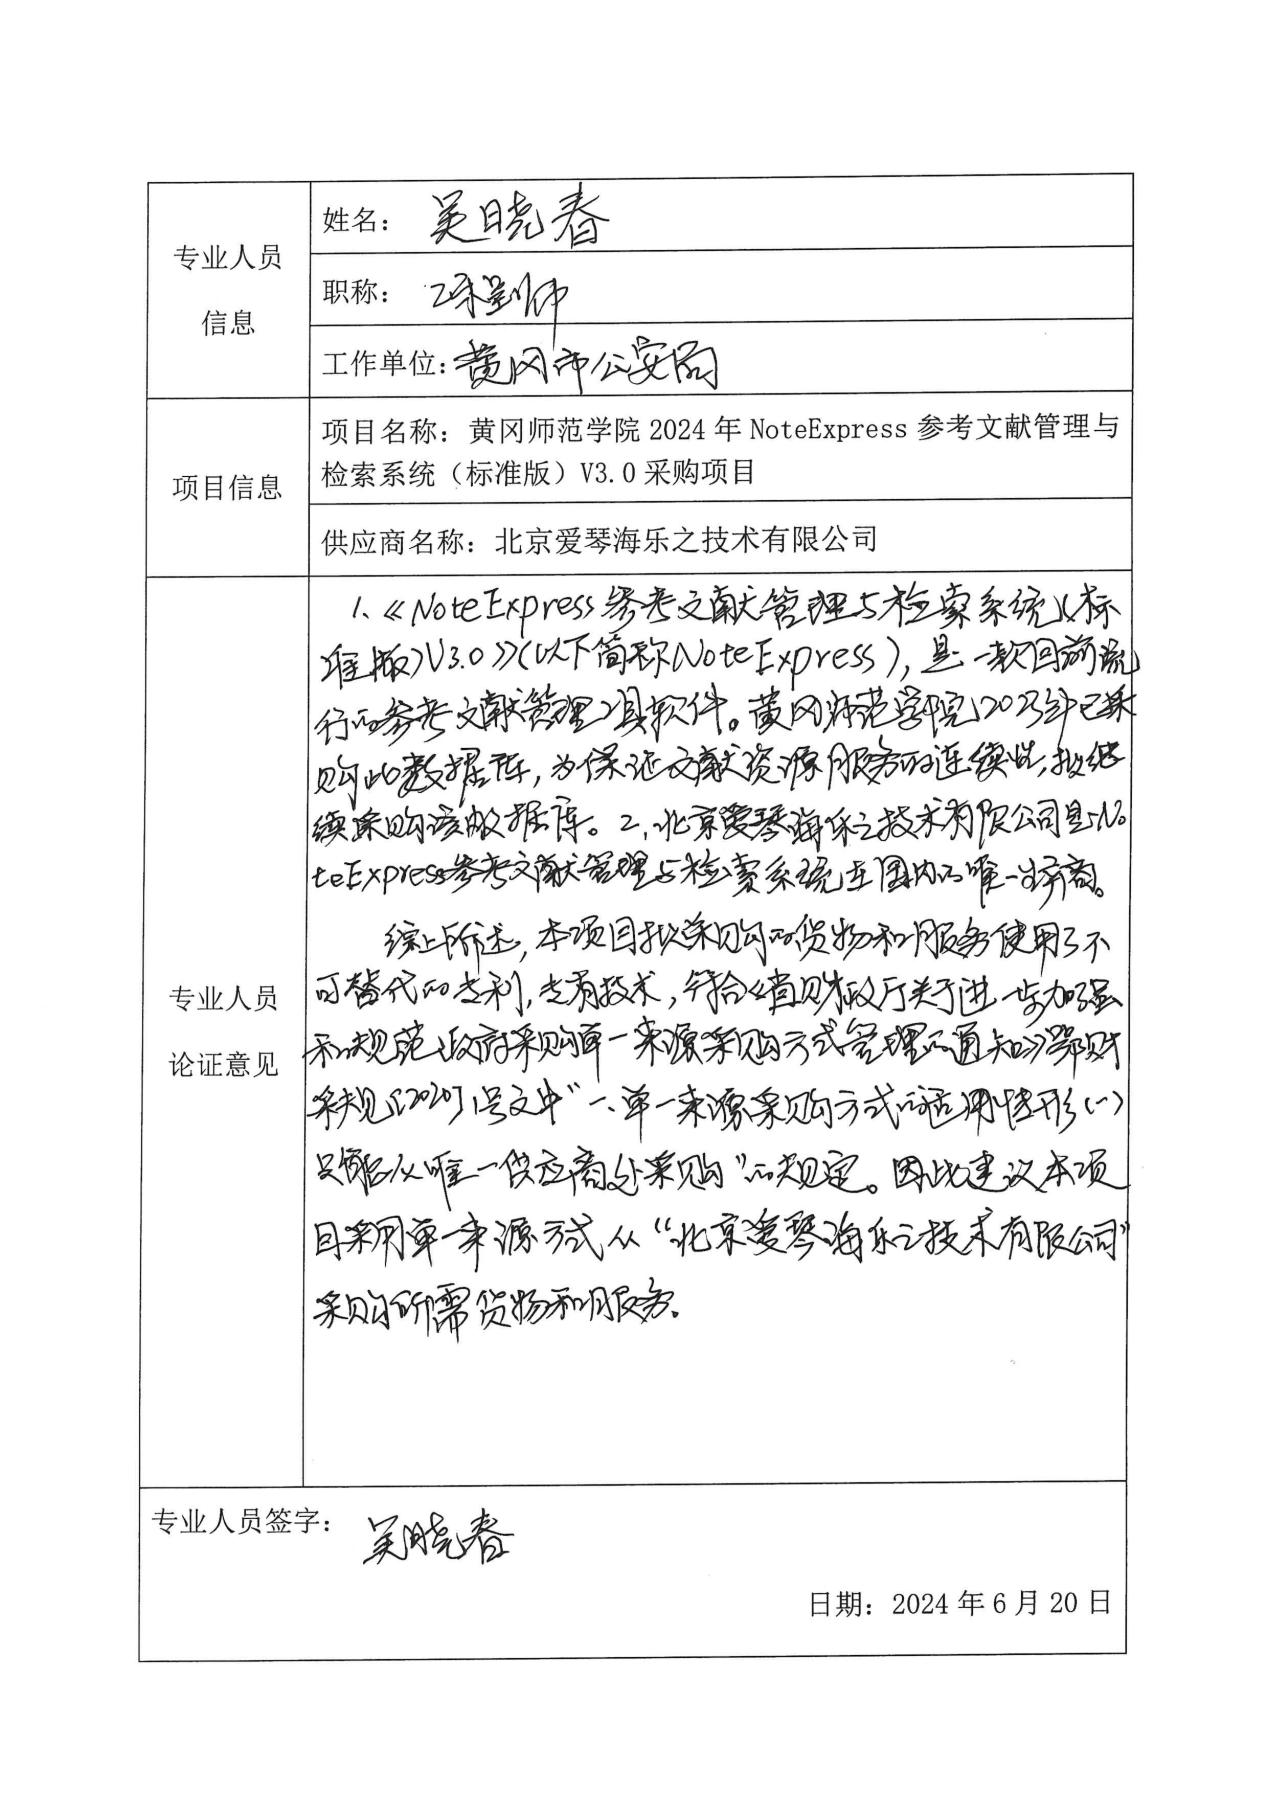 专业人员
信息
姓名：吴晓春
职称：工程师
工作单位：黄冈市公安局
项目信息
项目名称：黄冈师范学院 2024 年 NoteExpress 参考文献管理与
检索系统（标准版）V3.0 采购项目
供应商名称：北京爱琴海乐之技术有限公司
专业人员
论证意见
1、《NoteExpress参考文献管理与检索系统（标
准版）V3.0》（以下简称NoteExpress），是一款目前流
行的参考文献管理工具软件。黄冈师范学院2023年已采
购此数据库，为保证文献资源服务的连续性，拟继
续采购该数据库。2、北京爱琴海乐之技术有限公司是No
teExpress参考文献管理与检索系统在国内的唯一生产商。
综上所述，本项目拟采购的货物和服务使用了不
可替代的专利，专有技术，符合《省财政厅关于进一步加强
和规范政府采购单一来源采购方式管理的通知》鄂财
采规〔2020〕1号文中“一、单一来源采购方式的适用情形（一）
只能从唯一供应商处采购”的规定。因此建议本项
目采用单一来源方式从“北京爱琴海乐之技术有限公司”
采购所需货物和服务。
专业人员签字：吴晓春
日期：2024 年 6 月 20 日